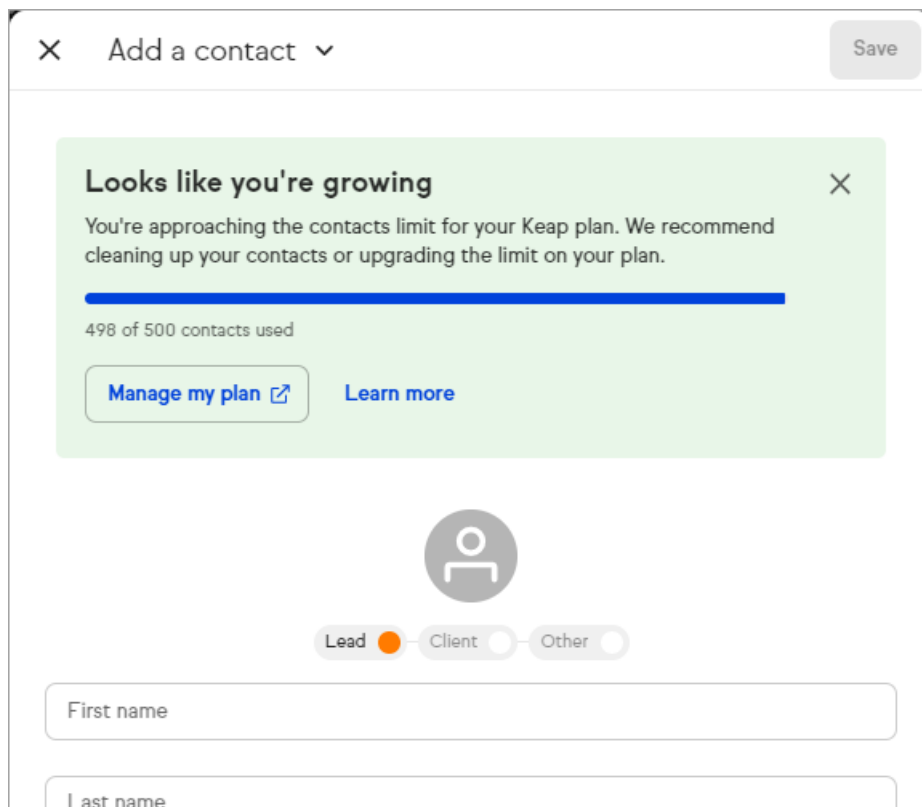 Add a contact
Save
Looks like you're growing
You're approaching the contacts limit for your Keap plan. We recommend
cleaning up your contacts or upgrading the limit on your plan.
498 of 500 contacts used
Manage my plan
Learn more
Lead
Client
Other
First name
Last name